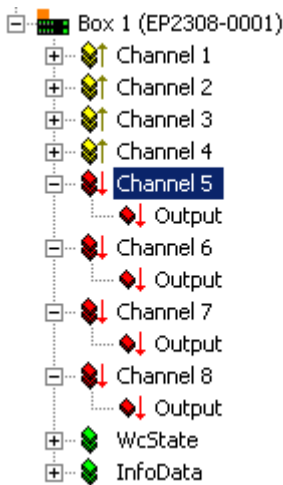 Box 1 (EP2308-0001)
Channel 1
Channel 2
Channel 3
Channel 4
Channel 5
Output
Channel 6
Output
Channel 7
Output
Channel 8
Output
WcState
InfoData